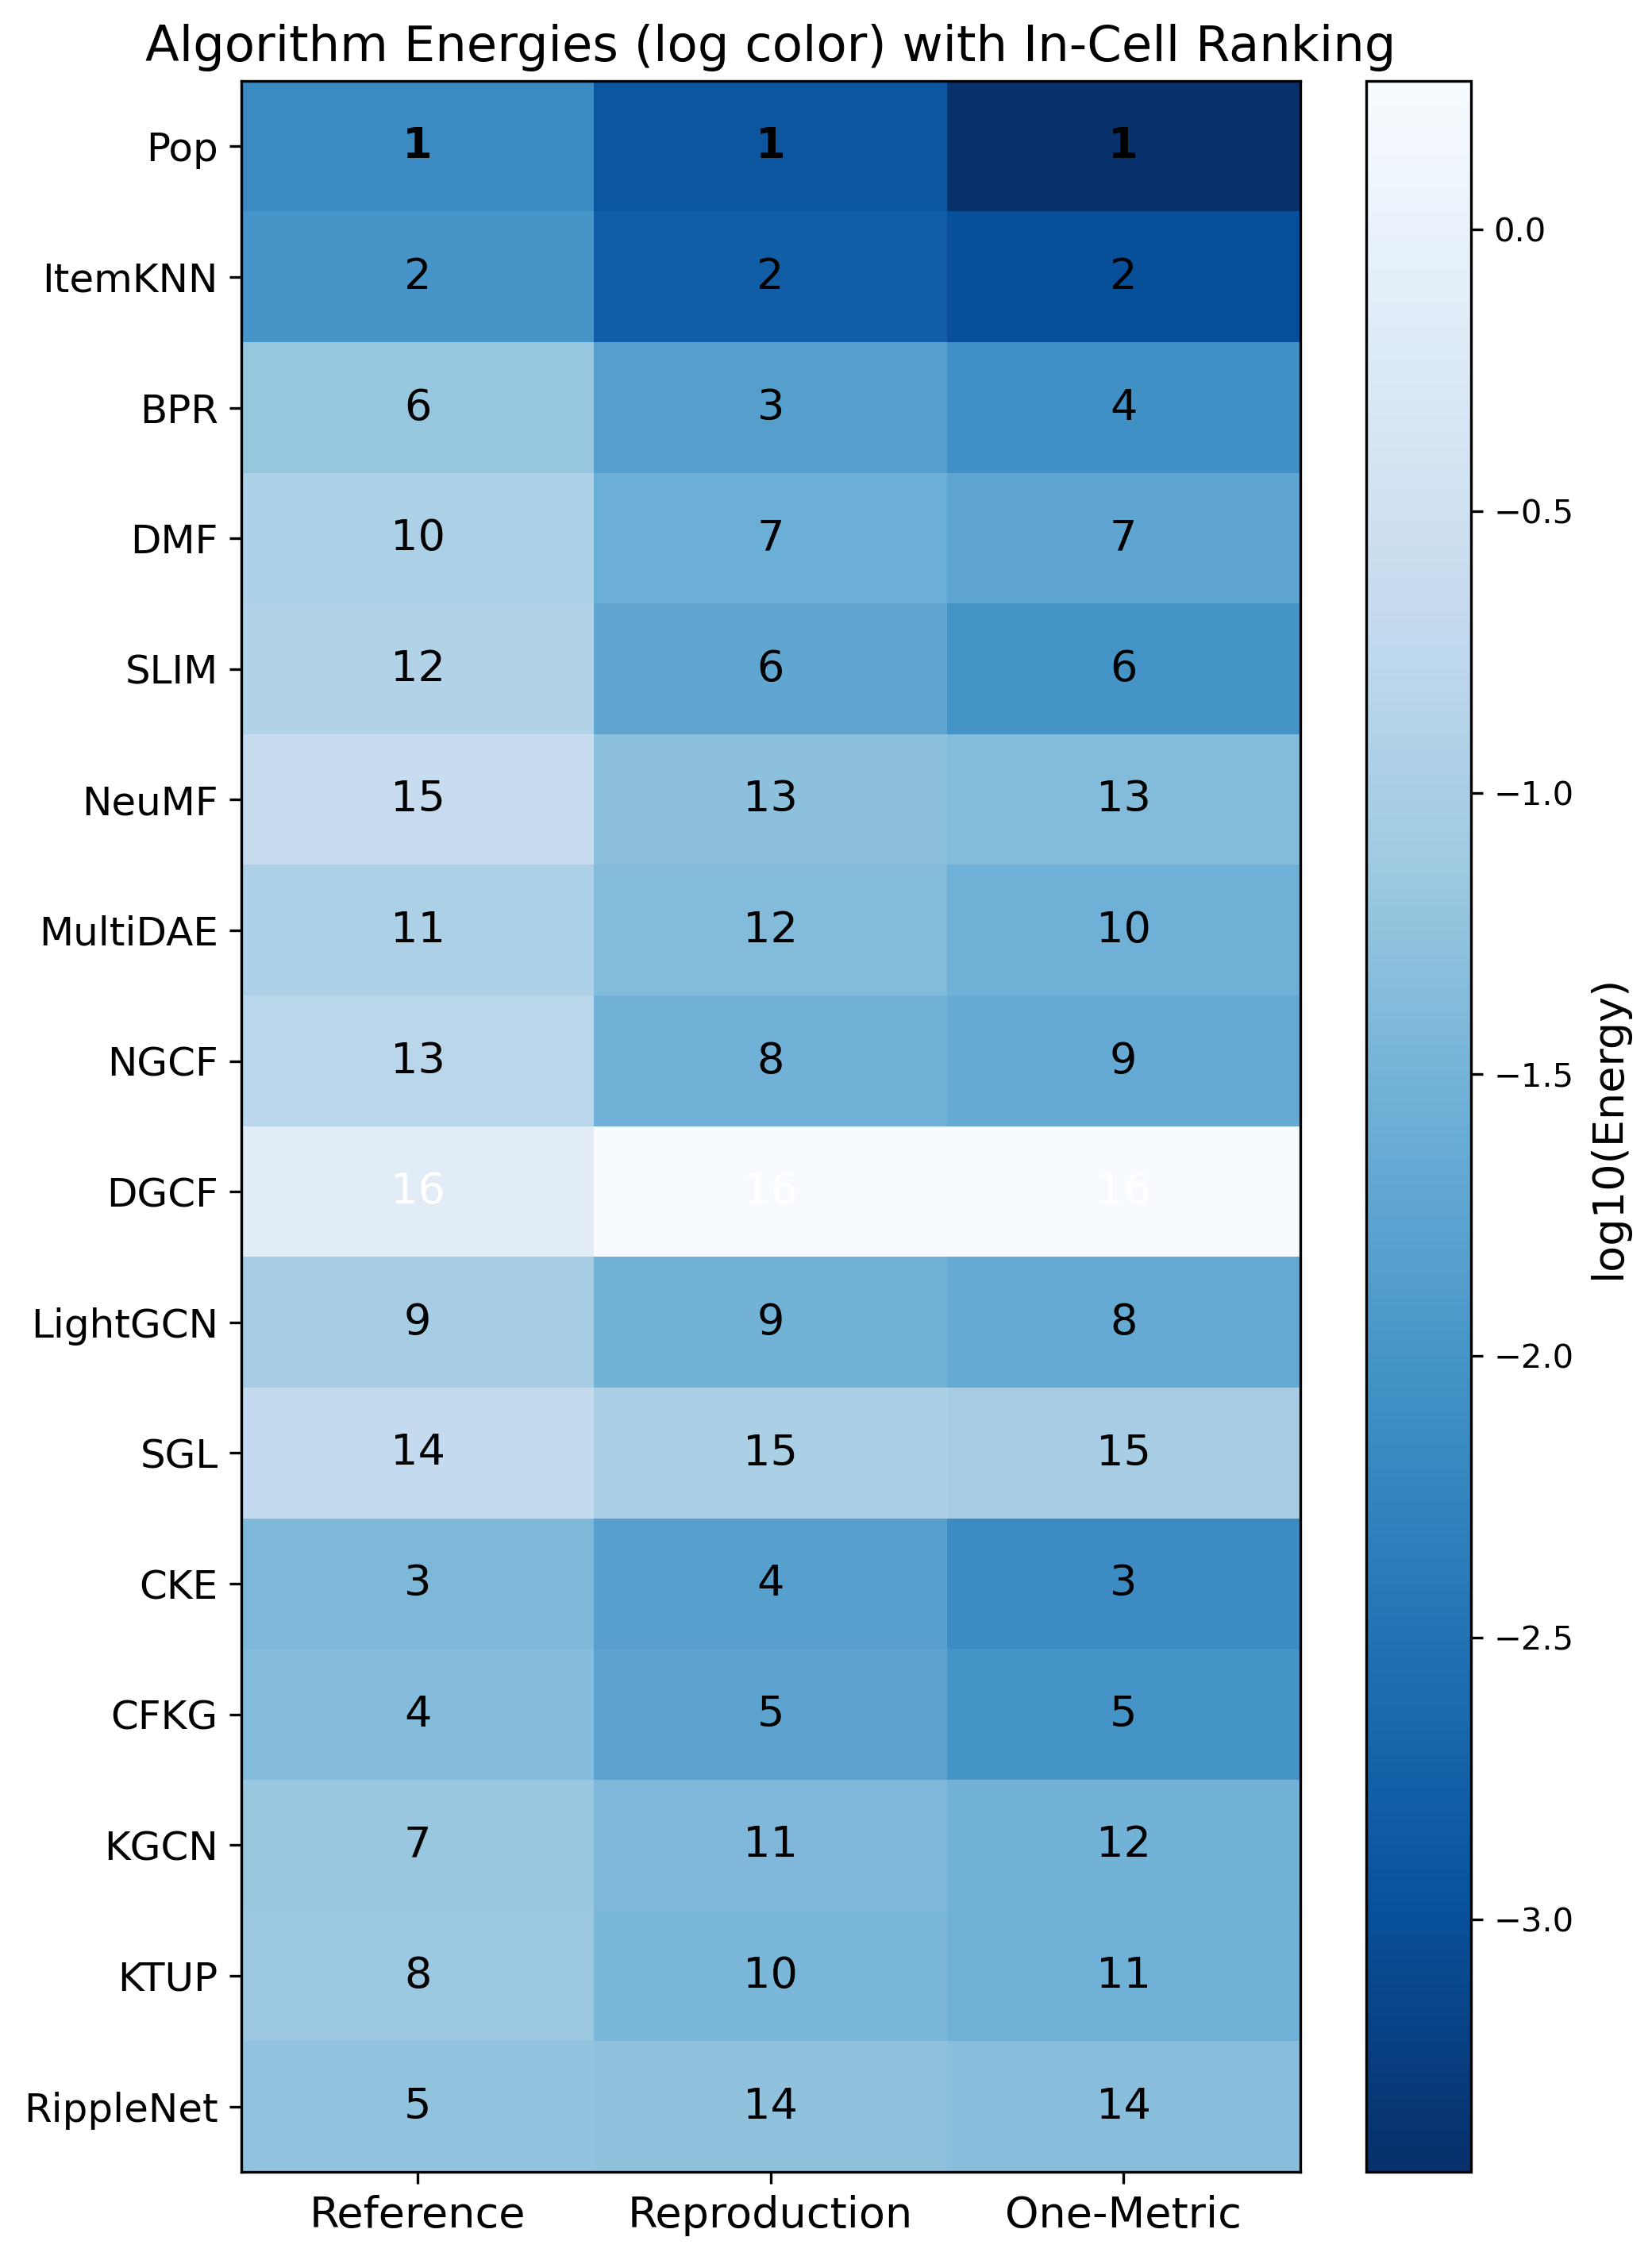 Algorithm Energies (log color) with In-Cell Ranking
Pop 1 1 1
ItemKNN 2 2 2
BPR 6 3 4
DMF 10 7 7
SLIM 12 6 6
NeuMF 15 13 13
MultiDAE 11 12 10
NGCF 13 8 9
DGCF 16 16 16
LightGCN 9 9 8
SGL 14 15 15
CKE 3 4 3
CFKG 4 5 5
KGCN 7 11 12
KTUP 8 10 11
RippleNet 5 14 14
Reference Reproduction One-Metric
0.0
−0.5
−1.0
−1.5
−2.0
−2.5
−3.0
log10(Energy)